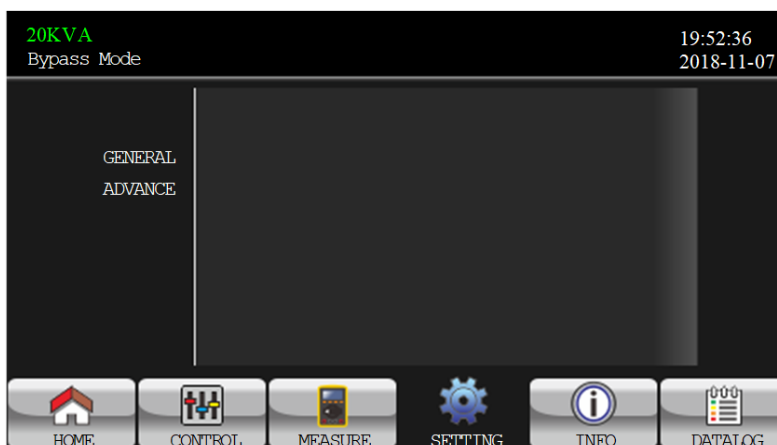 20KVA
Bypass Mode
19:52:36
2018-11-07
GENERAL
ADVANCE
HOME
CONTROL
MEASURE
SETTING
INFO
DATALOG